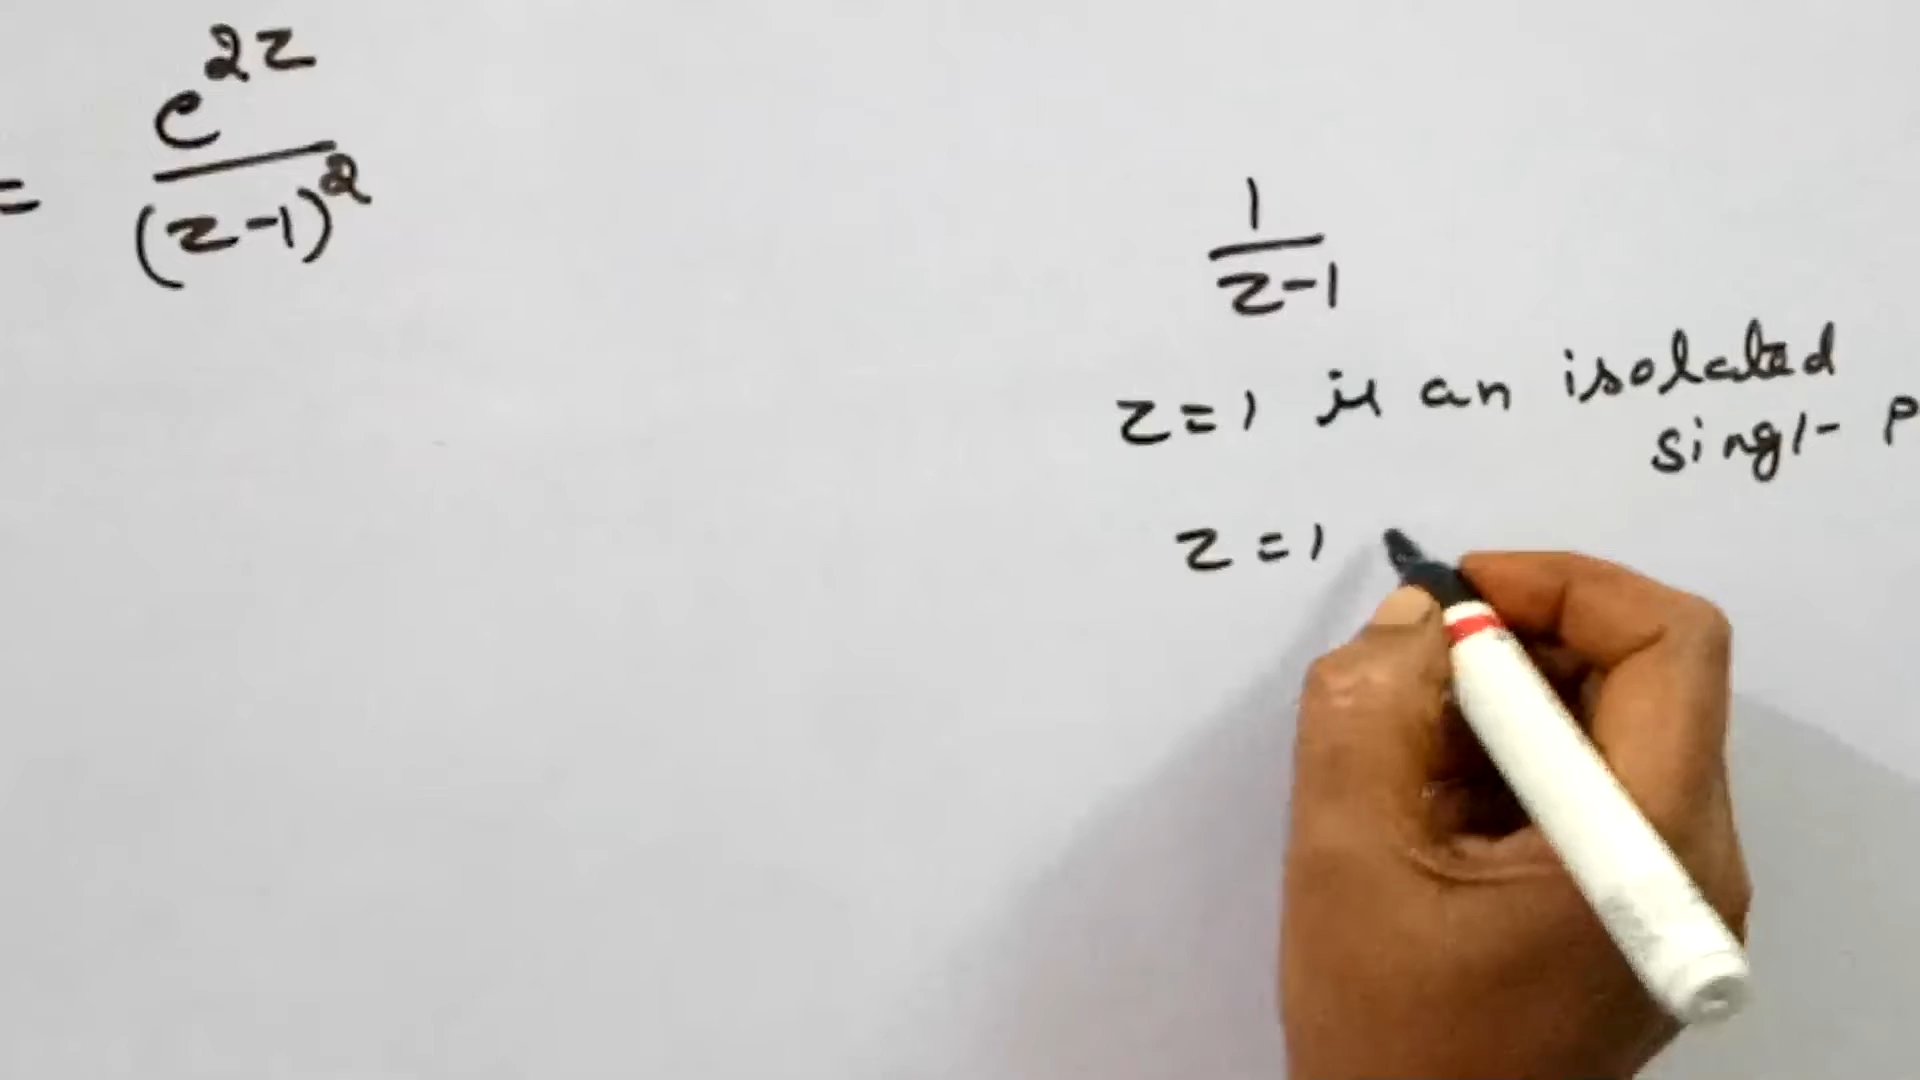 = e^{2z} / (z-1)^2
1 / z-1
z=1 is an isolated
singl- P
z=1